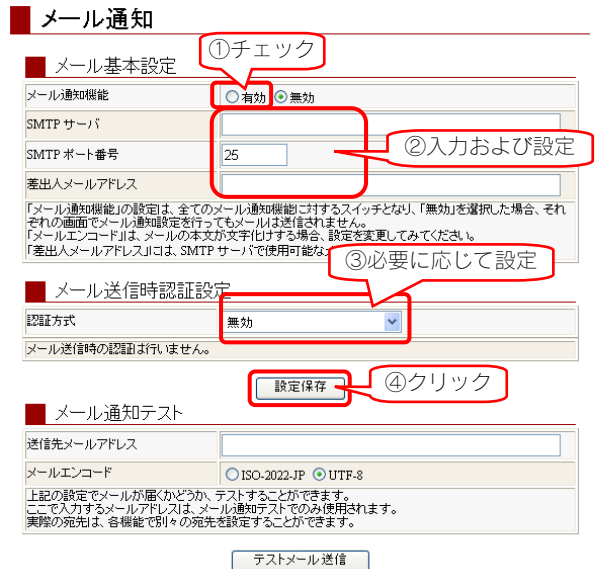 メール通知
①チェック
メール基本設定
メール通知機能
有効 無効
SMTP サーバ
②入力および設定
SMTP ポート番号
25
差出人メールアドレス
「メール通知機能」の設定は、全てのメール通知機能に対するスイッチとなり、「無効」を選択した場合、それ
ぞれの画面でメール通知設定を行ってもメールは送信されません。
「メールエンコード」は、メールの本文が文字化けする場合、設定を変更してみてください。
「差出人メールアドレス」には、SMTP サーバで使用可能な
③必要に応じて設定
メール送信時認証設定
認証方式
無効
メール送信時の認証は行いません。
設定保存
④クリック
メール通知テスト
送信先メールアドレス
メールエンコード
ISO-2022-JP UTF-8
上記の設定でメールが届くかどうか、テストすることができます。
ここで入力するメールアドレスは、メール通知テストでのみ使用されます。
実際の宛先は、各機能で別々の宛先を設定することができます。
テストメール送信